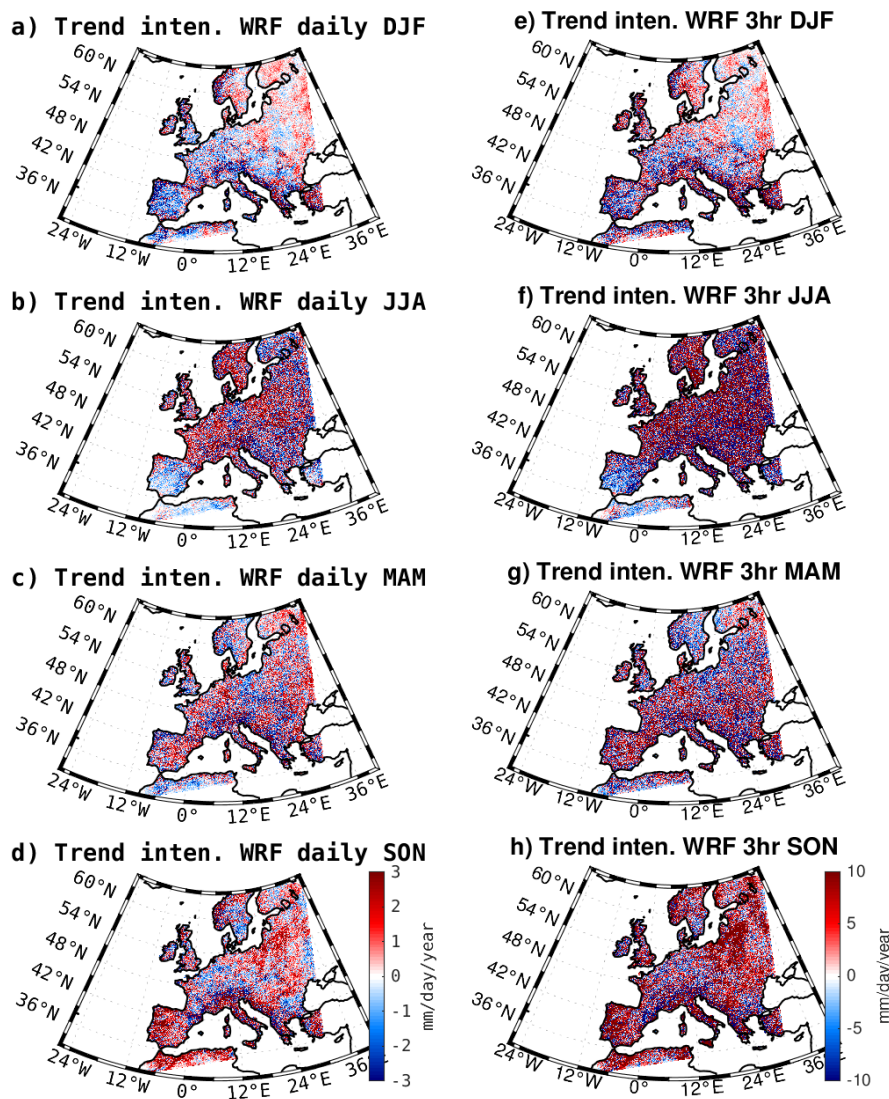 a) Trend inten. WRF daily DJF
60°N
54°N
48°N
42°N
36°N
24°W
12°W
0°
12°E
24°E
36°E
e) Trend inten. WRF 3hr DJF
60°N
54°N
48°N
42°N
36°N
24°W
12°W
0°
12°E
24°E
36°E
b) Trend inten. WRF daily JJA
60°N
54°N
48°N
42°N
36°N
24°W
12°W
0°
12°E
24°E
36°E
f) Trend inten. WRF 3hr JJA
60°N
54°N
48°N
42°N
36°N
24°W
12°W
0°
12°E
24°E
36°E
c) Trend inten. WRF daily MAM
60°N
54°N
48°N
42°N
36°N
24°W
12°W
0°
12°E
24°E
36°E
g) Trend inten. WRF 3hr MAM
60°N
54°N
48°N
42°N
36°N
24°W
12°W
0°
12°E
24°E
36°E
d) Trend inten. WRF daily SON
60°N
54°N
48°N
42°N
36°N
24°W
12°W
0°
12°E
24°E
36°E
3
2
1
0
-1
-2
-3
mm/day/year
h) Trend inten. WRF 3hr SON
60°N
54°N
48°N
42°N
36°N
24°W
12°W
0°
12°E
24°E
36°E
10
5
0
-5
-10
mm/day/year